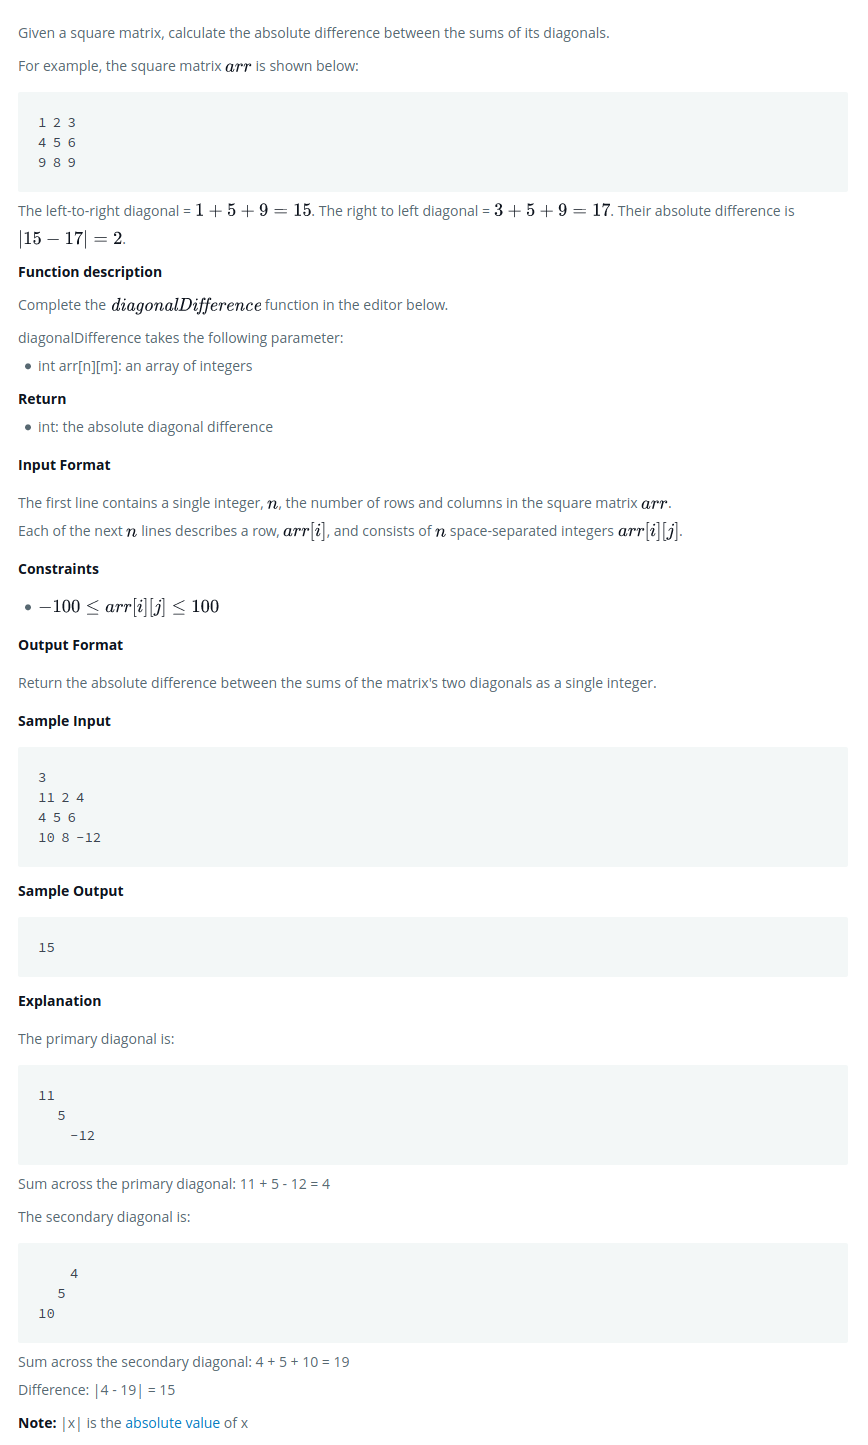 Given a square matrix, calculate the absolute difference between the sums of its diagonals.
For example, the square matrix arr is shown below:
1 2 3
4 5 6
9 8 9
The left-to-right diagonal = 1 + 5 + 9 = 15. The right to left diagonal = 3 + 5 + 9 = 17. Their absolute difference is
|15 − 17| = 2.
Function description
Complete the diagonalDifference function in the editor below.
diagonalDifference takes the following parameter:
• int arr[n][m]: an array of integers
Return
• int: the absolute diagonal difference
Input Format
The first line contains a single integer, n, the number of rows and columns in the square matrix arr.
Each of the next n lines describes a row, arr[i], and consists of n space-separated integers arr[i][j].
Constraints
• −100 ≤ arr[i][j] ≤ 100
Output Format
Return the absolute difference between the sums of the matrix's two diagonals as a single integer.
Sample Input
3
11 2 4
4 5 6
10 8 -12
Sample Output
15
Explanation
The primary diagonal is:
11
5
-12
Sum across the primary diagonal: 11 + 5 - 12 = 4
The secondary diagonal is:
4
5
10
Sum across the secondary diagonal: 4 + 5 + 10 = 19
Difference: |4 - 19| = 15
Note: |x| is the absolute value of x